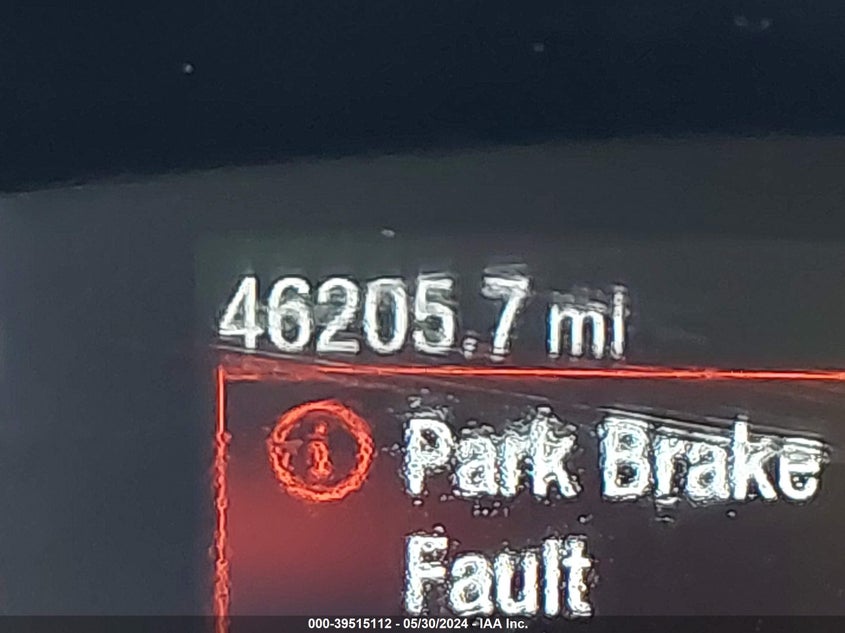 46205.7 mi
Park Brake
Fault
000-39515112 - 05/30/2024 - IAA Inc.